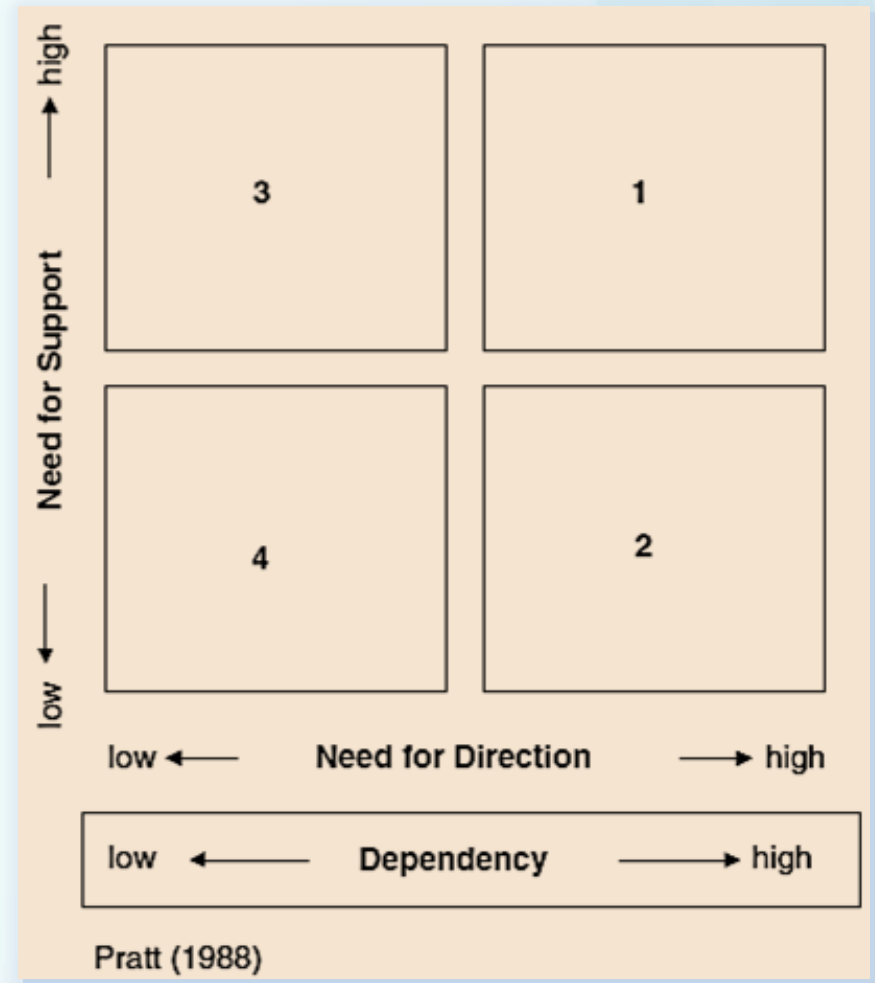 high
Need for Support
low
3
1
4
2
low Need for Direction high
low Dependency high
Pratt (1988)